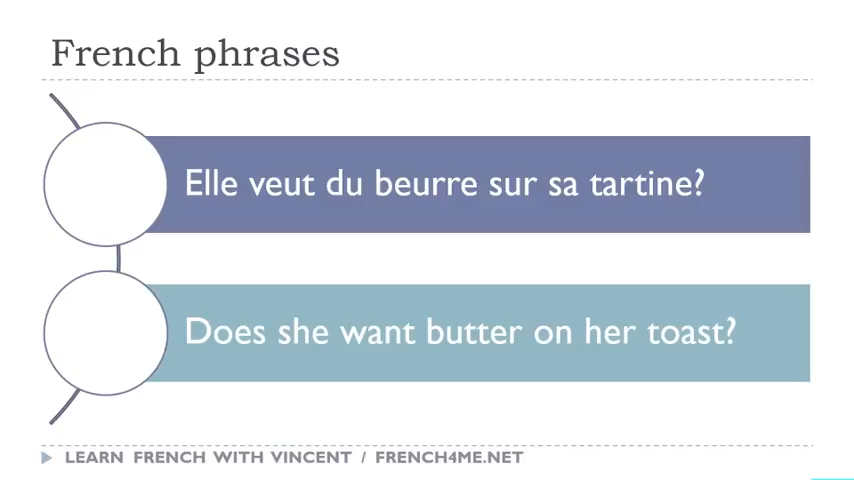 French phrases
Elle veut du beurre sur sa tartine?
Does she want butter on her toast?
LEARN FRENCH WITH VINCENT / FRENCH4ME.NET